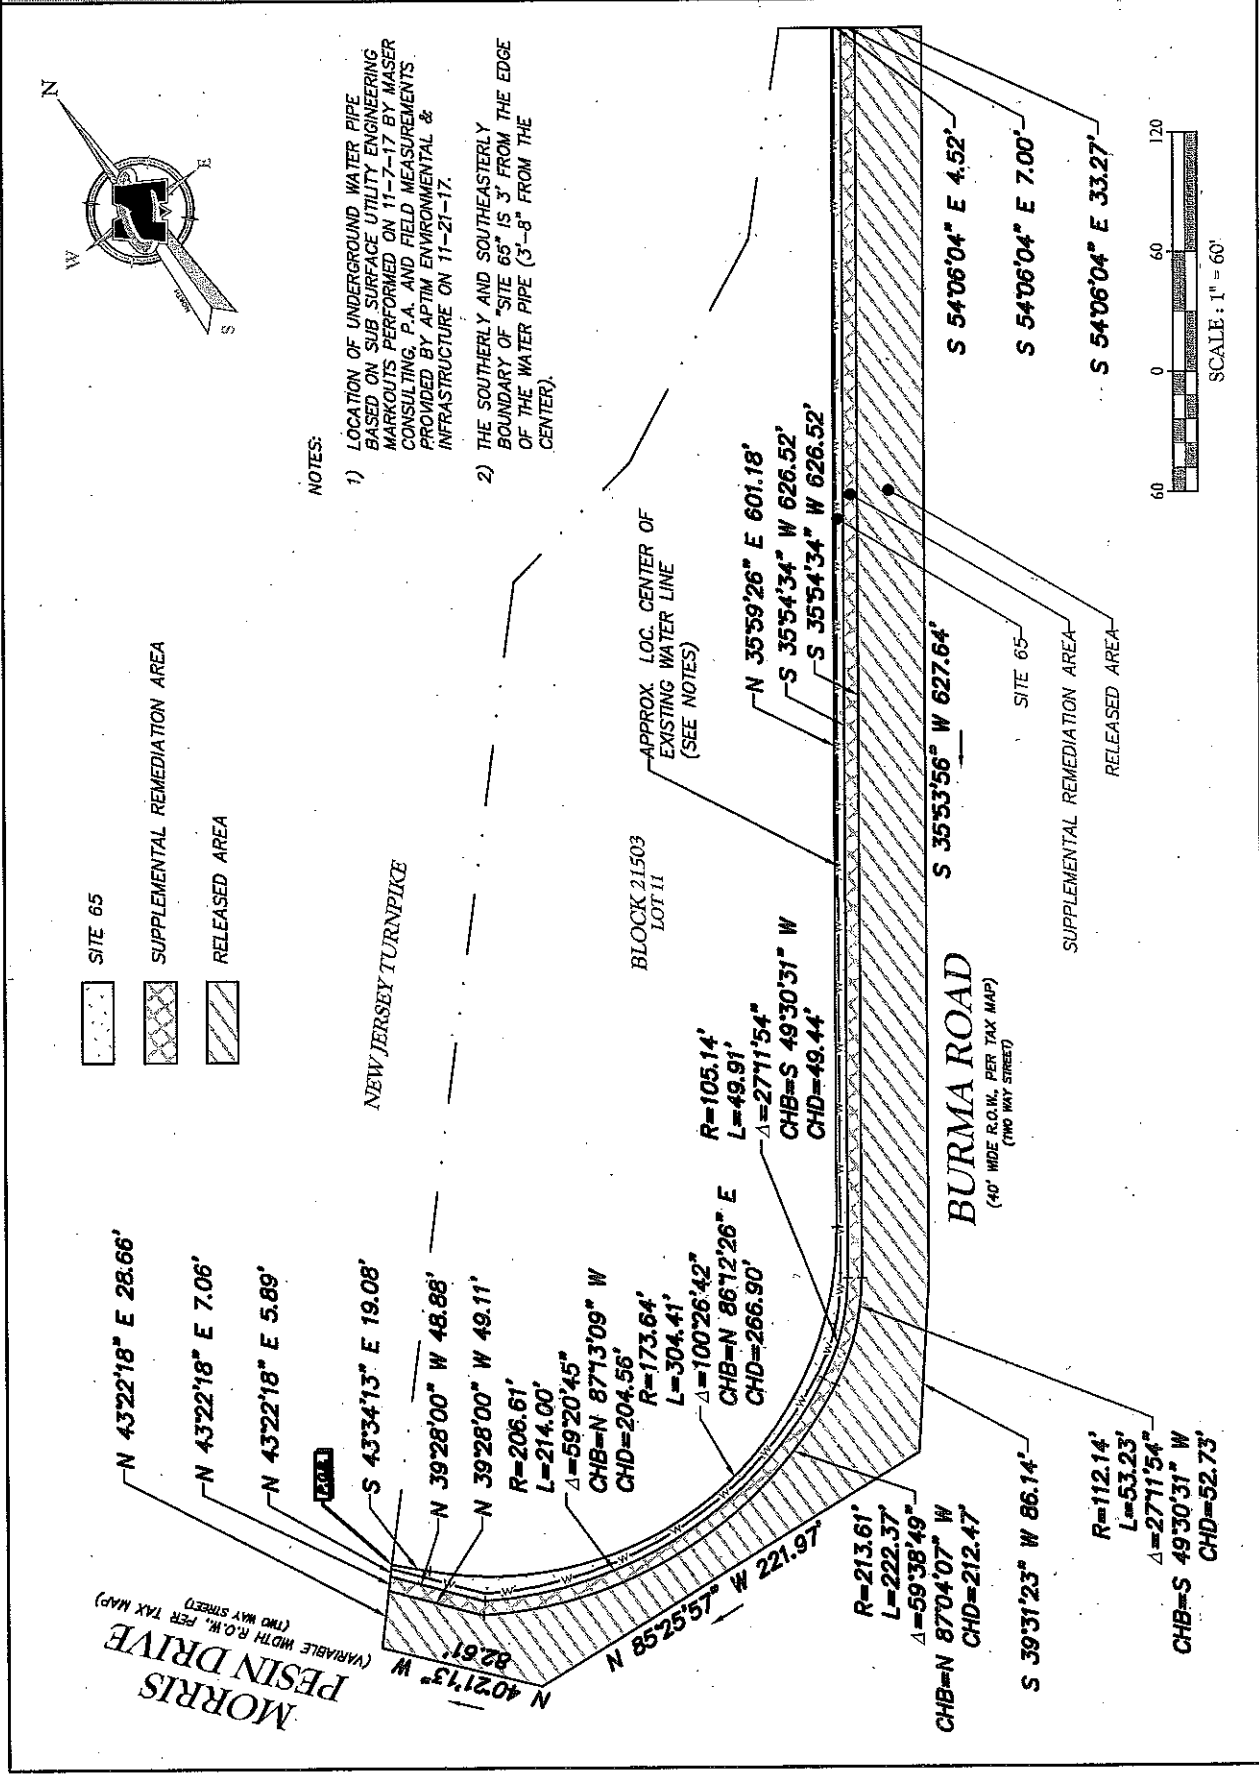 N
W
E
S
NOTES:
1) LOCATION OF UNDERGROUND WATER PIPE
BASED ON SUB SURFACE UTILITY ENGINEERING
MARKOUTS PERFORMED ON 11-7-17 BY MASER
CONSULTING, P.A. AND FIELD MEASUREMENTS
PROVIDED BY APTIM ENVIRONMENTAL &
INFRASTRUCTURE ON 11-21-17.
2) THE SOUTHERLY AND SOUTHEASTERLY
BOUNDARY OF "SITE 65" IS 3' FROM THE EDGE
OF THE WATER PIPE (3'-8" FROM THE
CENTER).
SITE 65
SUPPLEMENTAL REMEDIATION AREA
RELEASED AREA
NEW JERSEY TURNPIKE
BLOCK 21503
LOT 11
APPROX. LOC. CENTER OF
EXISTING WATER LINE
(SEE NOTES)
N 35°59'26" E 601.18'
S 35°54'34" W 626.52'
S 35°54'34" W 626.52'
S 54°06'04" E 4.52'
S 54°06'04" E 7.00'
S 54°06'04" E 33.27'
N 43°22'18" E 28.66'
N 43°22'18" E 7.06'
N 43°22'18" E 5.89'
S 43°34'13" E 19.08'
N 39°28'00" W 48.88'
N 39°28'00" W 49.11'
R=206.61'
L=214.00'
Δ=59°20'45"
CHB=N 87°13'09" W
CHD=204.56'
R=173.64'
L=304.41'
Δ=100°26'42"
CHB=N 86°12'26" E
CHD=266.90'
R=105.14'
L=49.91'
Δ=27°11'54"
CHB=S 49°30'31" W
CHD=49.44'
MORRIS
PESIN DRIVE
(VARIABLE WIDTH R.O.W. PER TAX MAP)
(TWO WAY STREET)
N 40°21'13" W
82.61'
N 85°25'57" W 221.97'
R=213.61'
L=222.37'
Δ=59°38'49"
CHB=N 87°04'07" W
CHD=212.47'
S 39°31'23" W 86.14'
R=112.14'
L=53.23'
Δ=27°11'54"
CHB=S 49°30'31" W
CHD=52.73'
BURMA ROAD
(40' WIDE R.O.W. PER TAX MAP)
(TWO WAY STREET)
S 35°53'56" W 627.64'
SITE 65
SUPPLEMENTAL REMEDIATION AREA
RELEASED AREA
60 0 60 120
SCALE : 1" = 60'